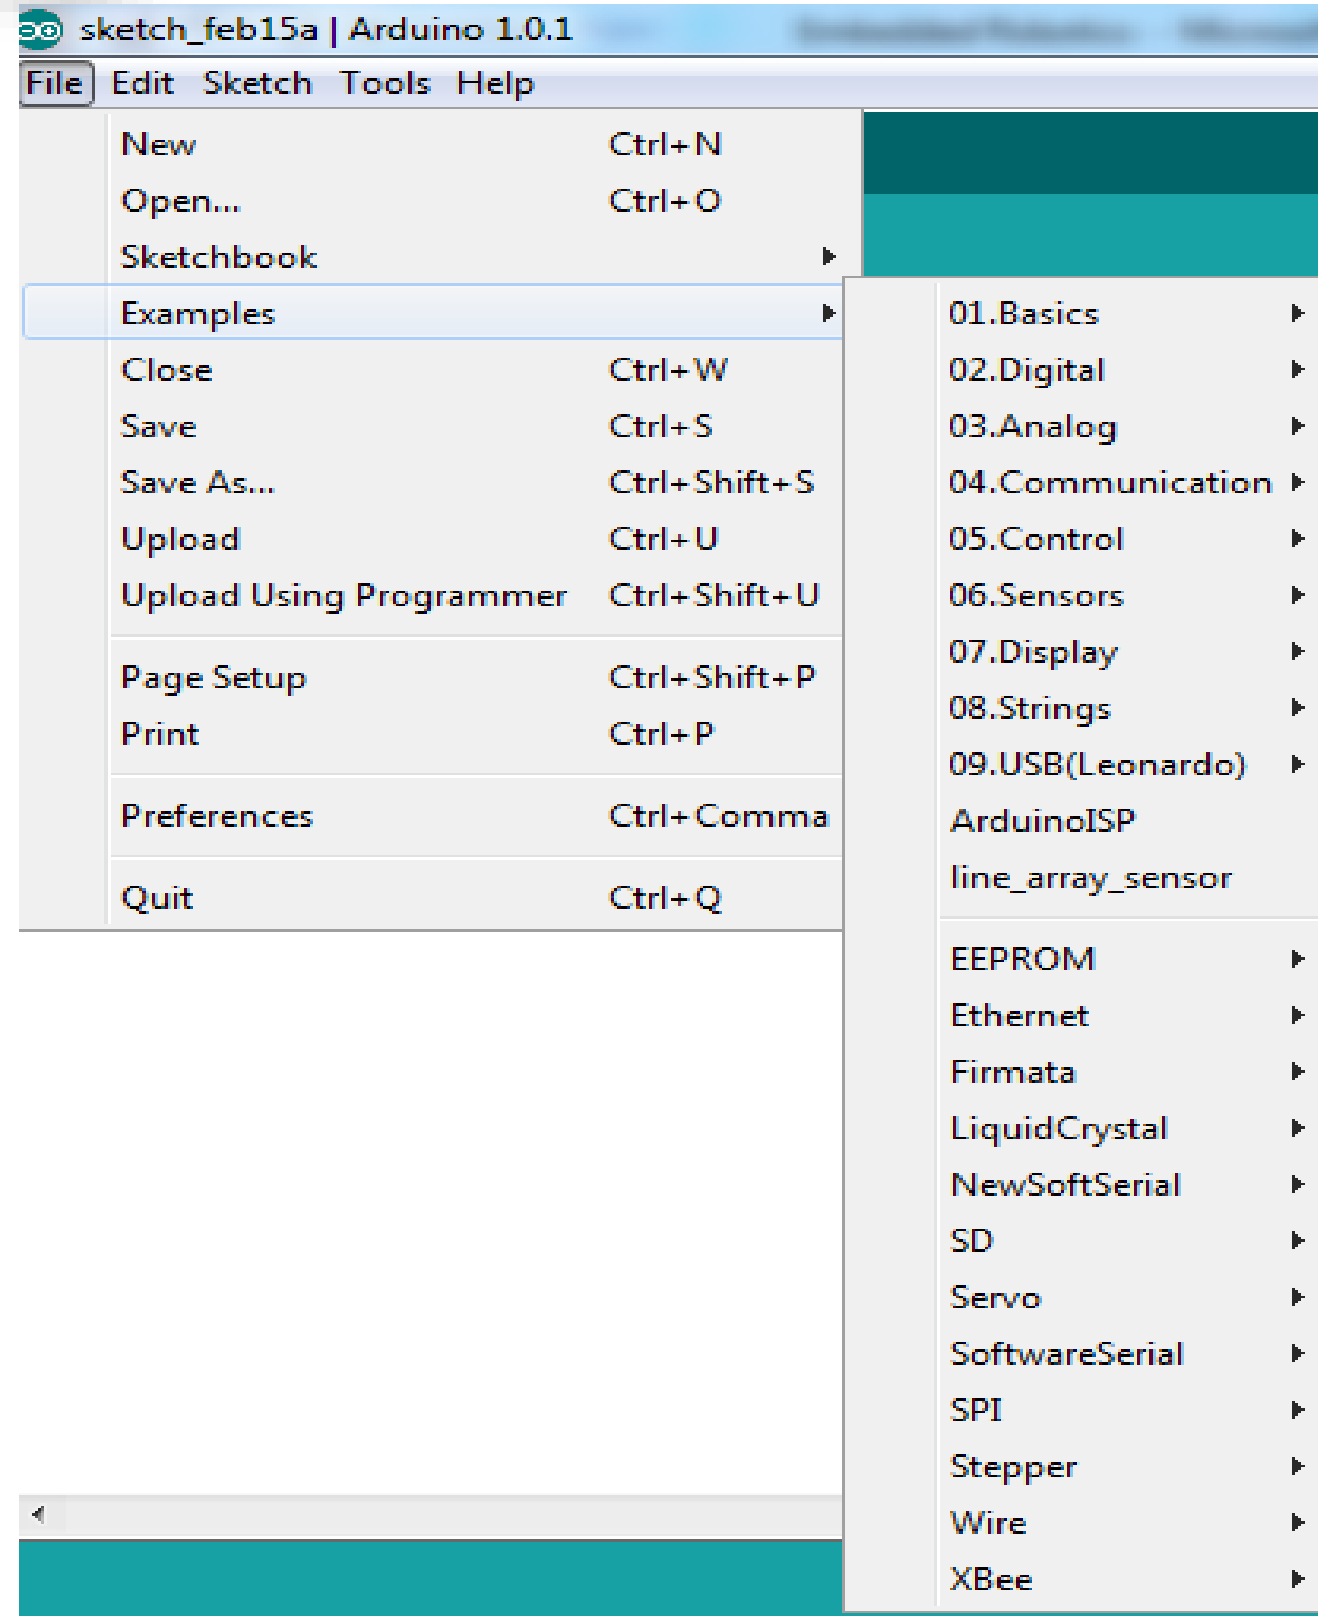 sketch_feb15a | Arduino 1.0.1
File Edit Sketch Tools Help
New Ctrl+N
Open... Ctrl+O
Sketchbook
Examples
Close Ctrl+W
Save Ctrl+S
Save As... Ctrl+Shift+S
Upload Ctrl+U
Upload Using Programmer Ctrl+Shift+U
Page Setup Ctrl+Shift+P
Print Ctrl+P
Preferences Ctrl+Comma
Quit Ctrl+Q
01.Basics
02.Digital
03.Analog
04.Communication
05.Control
06.Sensors
07.Display
08.Strings
09.USB(Leonardo)
ArduinoISP
line_array_sensor
EEPROM
Ethernet
Firmata
LiquidCrystal
NewSoftSerial
SD
Servo
SoftwareSerial
SPI
Stepper
Wire
XBee